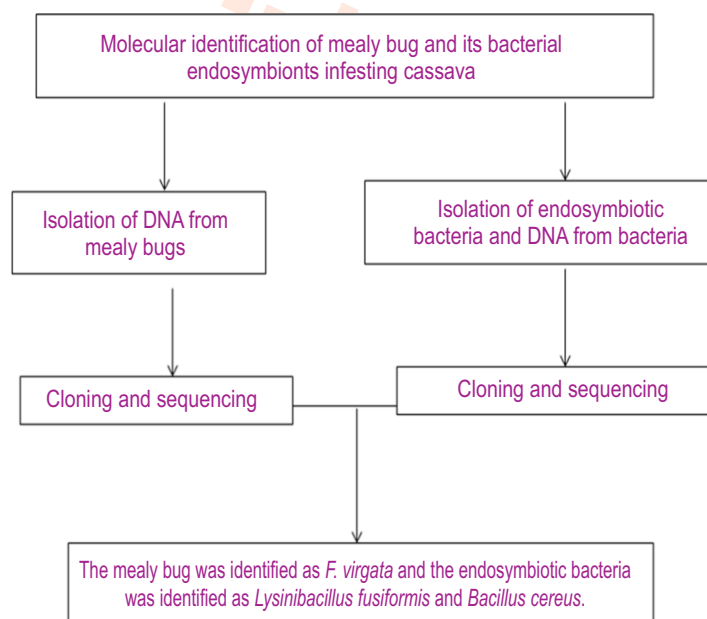 Molecular identification of mealy bug and its bacterial
endosymbionts infesting cassava
Isolation of DNA from
mealy bugs
Isolation of endosymbiotic
bacteria and DNA from bacteria
Cloning and sequencing
Cloning and sequencing
The mealy bug was identified as F. virgata and the endosymbiotic bacteria
was identified as Lysinibacillus fusiformis and Bacillus cereus.